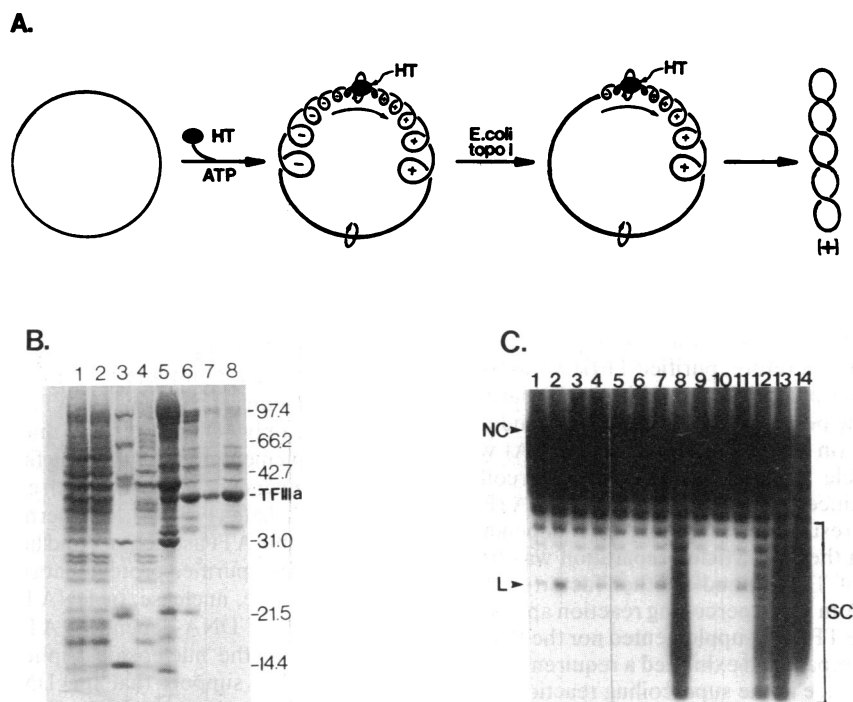 A.
HT
HT
HT
ATP
E.coli
topo I
- - - - + + + +
- + + + +
(+)
B.
1 2 3 4 5 6 7 8
-97.4
-66.2
-42.7
-TFIIIa
-31.0
-21.5
-14.4
C.
1 2 3 4 5 6 7 8 9 10 11 12 13 14
NC
L
SC